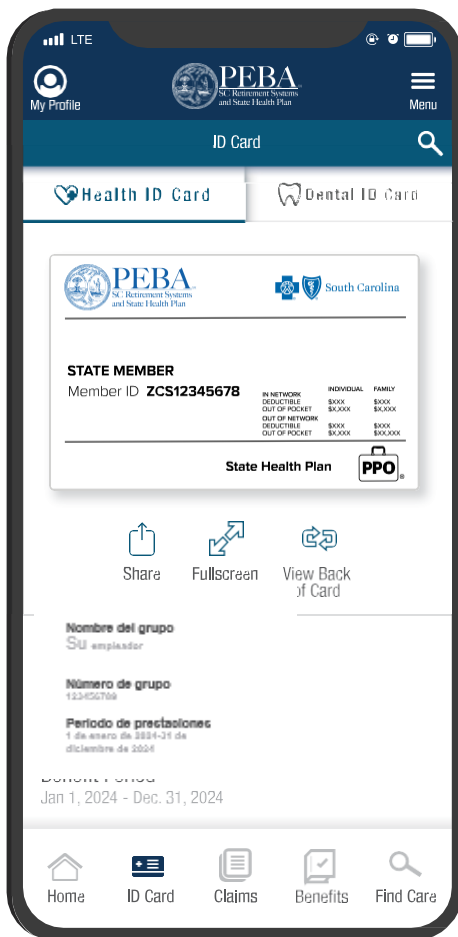 LTE
My Profile
PEBA
SC Retirement Systems
and State Health Plan
Menu
ID Card
Health ID Card
Dental ID Card
PEBA
SC Retirement Systems
and State Health Plan
South Carolina
STATE MEMBER
Member ID ZCS12345678
INDIVIDUAL FAMILY
IN NETWORK
DEDUCTIBLE $XXX $XXX
OUT OF POCKET $X,XXX $X,XXX
OUT OF NETWORK
DEDUCTIBLE $XXX $XXX
OUT OF POCKET $X,XXX $XX,XXX
State Health Plan
PPO
®
Share
Fullscreen
View Back
of Card
Nombre del grupo
Su empleador
Número de grupo
123456789
Periodo de prestaciones
1 de enero de 2024-31 de
diciembre de 2024
Benefit Period
Jan 1, 2024 - Dec. 31, 2024
Home
ID Card
Claims
Benefits
Find Care